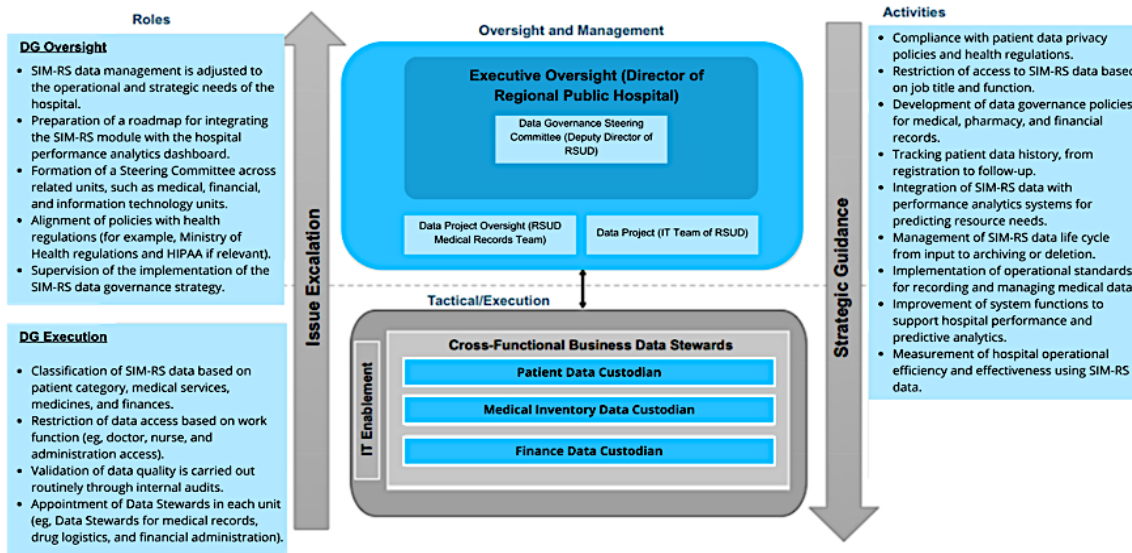 Roles
DG Oversight
• SIM-RS data management is adjusted to
the operational and strategic needs of the
hospital.
• Preparation of a roadmap for integrating
the SIM-RS module with the hospital
performance analytics dashboard.
• Formation of a Steering Committee across
related units, such as medical, financial,
and information technology units.
• Alignment of policies with health
regulations (for example, Ministry of
Health regulations and HIPAA if relevant).
• Supervision of the implementation of the
SIM-RS data governance strategy.
DG Execution
• Classification of SIM-RS data based on
patient category, medical services,
medicines, and finances.
• Restriction of data access based on work
function (eg, doctor, nurse, and
administration access).
• Validation of data quality is carried out
routinely through internal audits.
• Appointment of Data Stewards in each unit
(eg, Data Stewards for medical records,
drug logistics, and financial administration).
Issue Excalation
Oversight and Management
Executive Oversight (Director of
Regional Public Hospital)
Data Governance Steering
Committee (Deputy Director of
RSUD)
Data Project Oversight (RSUD
Medical Records Team)
Data Project (IT Team of RSUD)
Tactical/Execution
IT Enablement
Cross-Functional Business Data Stewards
Patient Data Custodian
Medical Inventory Data Custodian
Finance Data Custodian
Strategic Guidance
Activities
• Compliance with patient data privacy
policies and health regulations.
• Restriction of access to SIM-RS data based
on job title and function.
• Development of data governance policies
for medical, pharmacy, and financial
records.
• Tracking patient data history, from
registration to follow-up.
• Integration of SIM-RS data with
performance analytics systems for
predicting resource needs.
• Management of SIM-RS data life cycle
from input to archiving or deletion.
• Implementation of operational standards
for recording and managing medical data
• Improvement of system functions to
support hospital performance and
predictive analytics.
• Measurement of hospital operational
efficiency and effectiveness using SIM-RS
data.